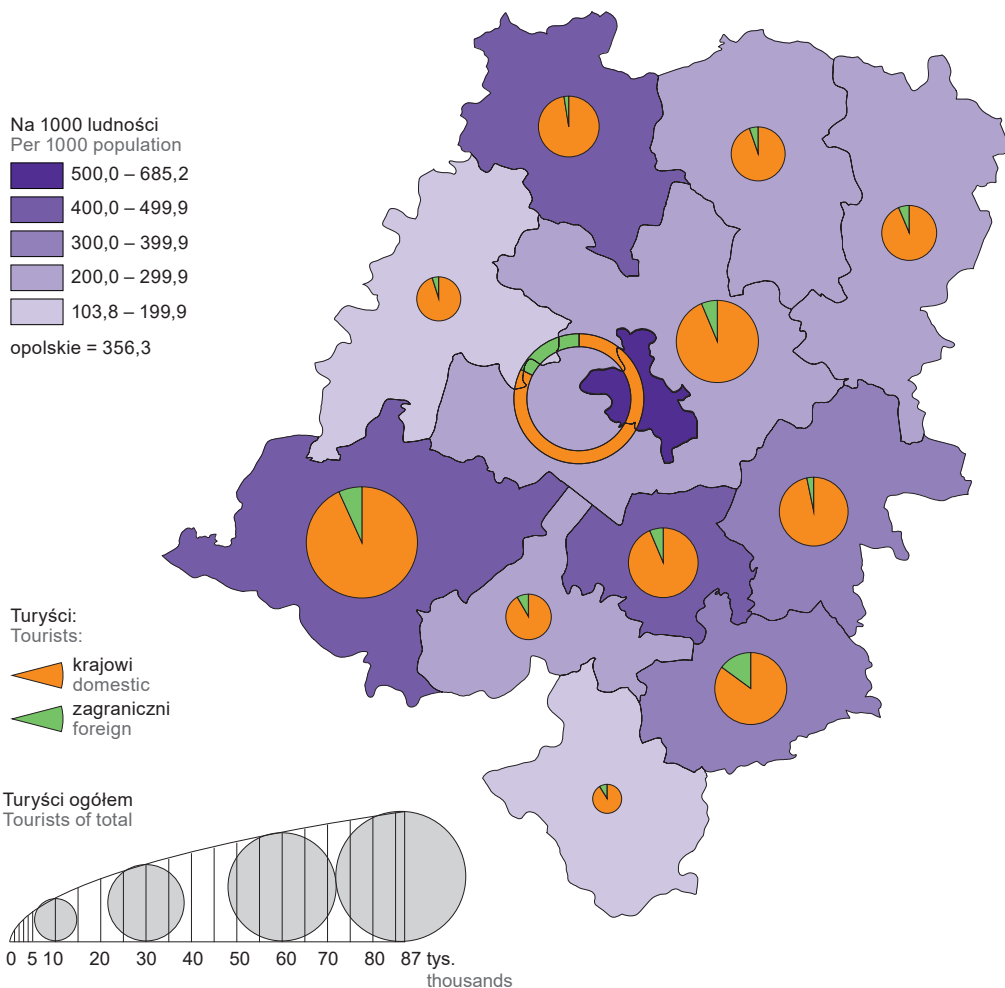 Na 1000 ludności
Per 1000 population
500,0 – 685,2
400,0 – 499,9
300,0 – 399,9
200,0 – 299,9
103,8 – 199,9
opolskie = 356,3
Turyści:
Tourists:
krajowi
domestic
zagraniczni
foreign
Turyści ogółem
Tourists of total
0 5 10 20 30 40 50 60 70 80 87 tys.
thousands